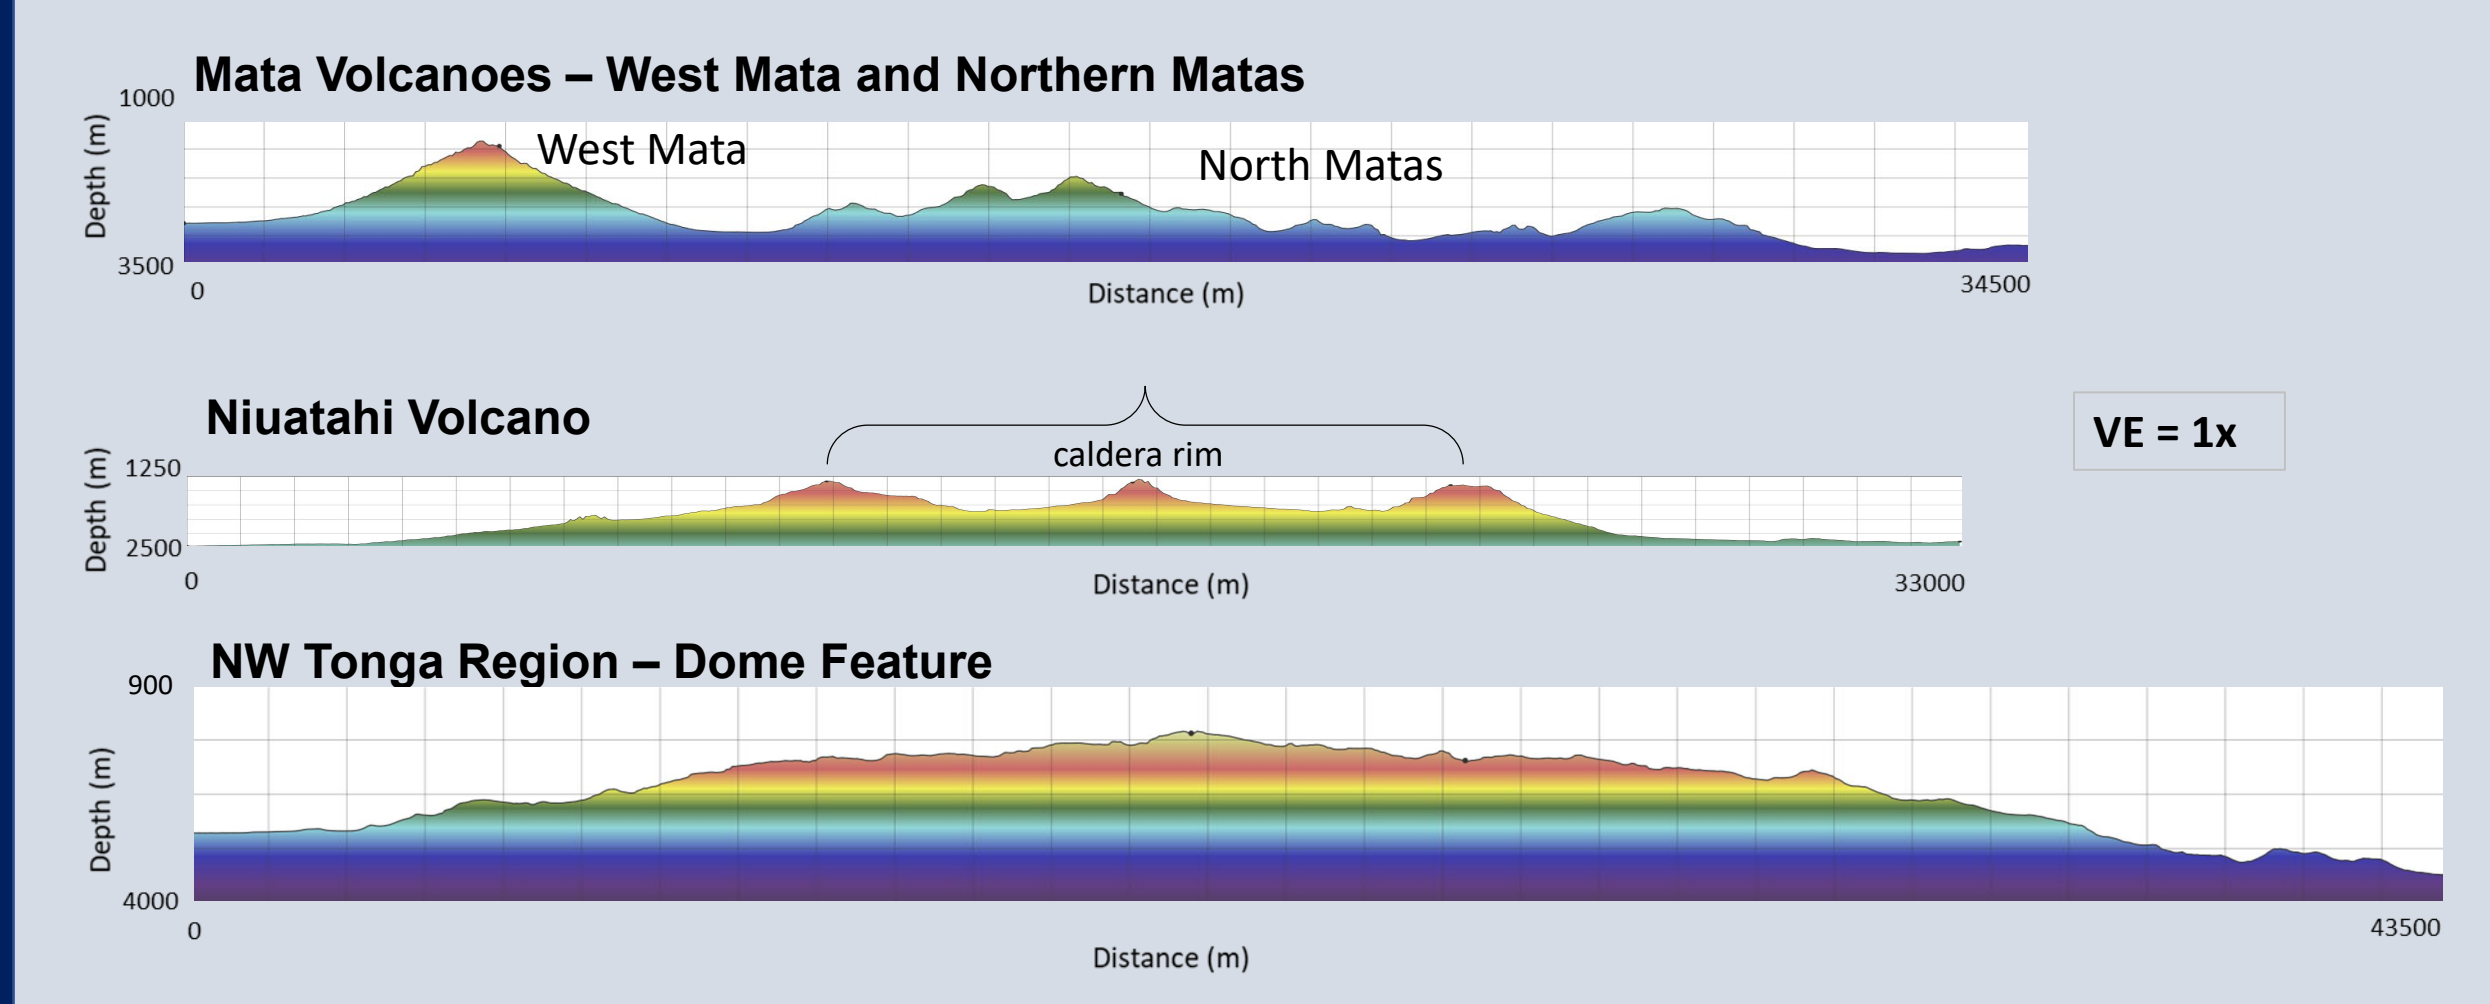 Mata Volcanoes – West Mata and Northern Matas
1000
Depth (m)
West Mata
North Matas
3500
0
Distance (m)
34500
Niuatahi Volcano
caldera rim
VE = 1x
1250
Depth (m)
2500
0
Distance (m)
33000
NW Tonga Region – Dome Feature
900
Depth (m)
4000
0
Distance (m)
43500